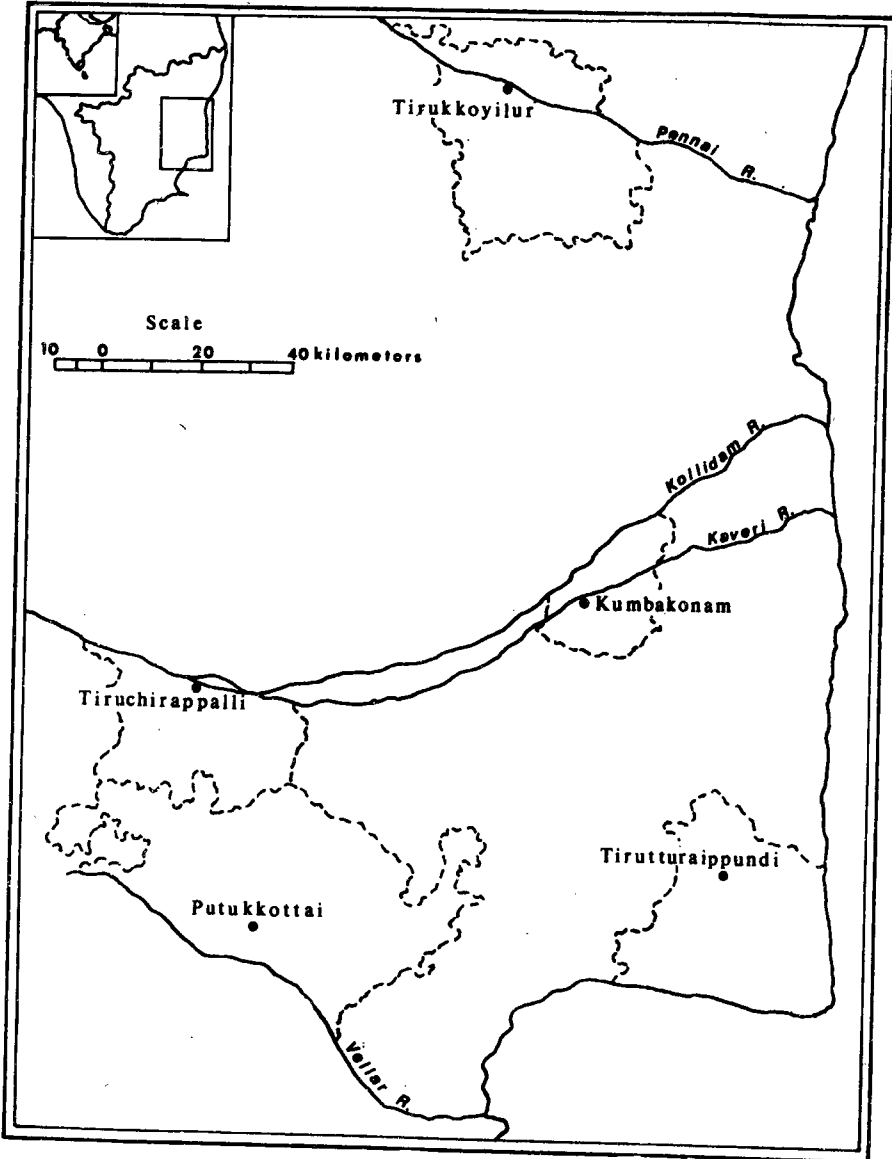 Tirukkoyilur
Pennai R.
Scale
10 0 20 40 kilometers
Kollidam R.
Kaveri R.
Kumbakonam
Tiruchirappalli
Tirutturaippundi
Putukkottai
Vellar R.